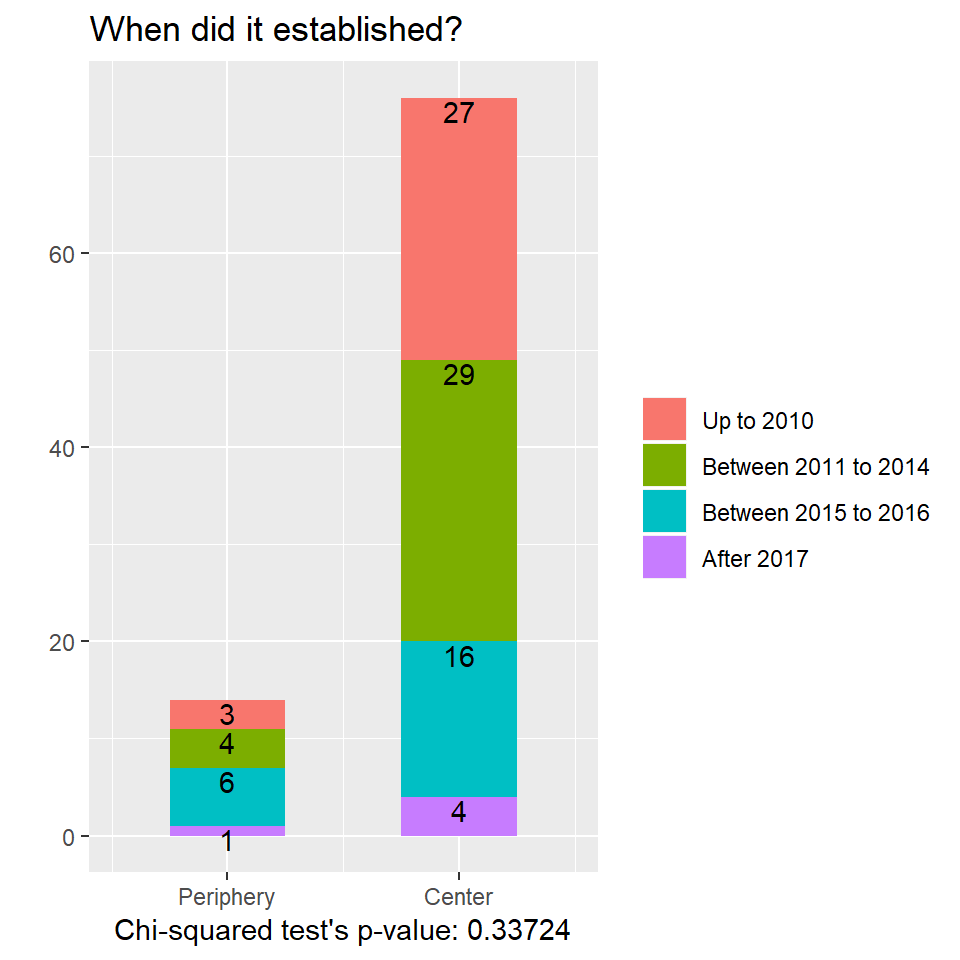 When did it established?
27
60
40
29
20
16
3
4
6
4
1
0
Periphery
Center
Chi-squared test's p-value: 0.33724
Up to 2010
Between 2011 to 2014
Between 2015 to 2016
After 2017